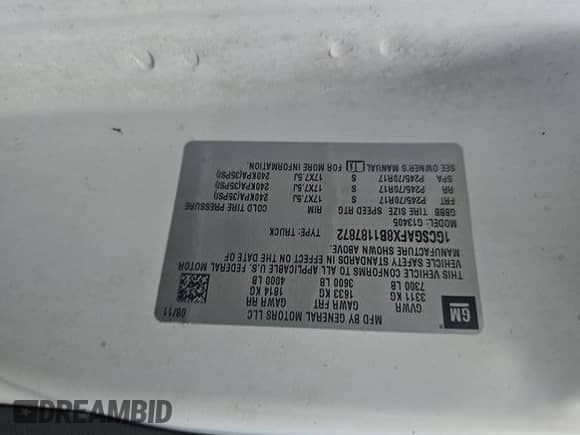 GM
MFD BY GENERAL MOTORS LLC
08/11
GVWR GAWR FRT GAWR RR
3311 KG 1633 KG 1814 KG
7300 LB 3600 LB 4000 LB
THIS VEHICLE CONFORMS TO ALL APPLICABLE U.S. FEDERAL MOTOR
VEHICLE SAFETY STANDARDS IN EFFECT ON THE DATE OF
MANUFACTURE SHOWN ABOVE.
1GCSGAFX8B1187872 TYPE: TRUCK
MODEL: G13405
GBBB TIRE SIZE SPEED RTG RIM COLD TIRE PRESSURE
FRT P245/70R17 S 17X7.5J 240KPA(35PSI)
RR P245/70R17 S 17X7.5J 240KPA(35PSI)
SPA P245/70R17 S 17X7.5J 240KPA(35PSI)
SEE OWNER'S MANUAL FOR MORE INFORMATION.
DREAMBID